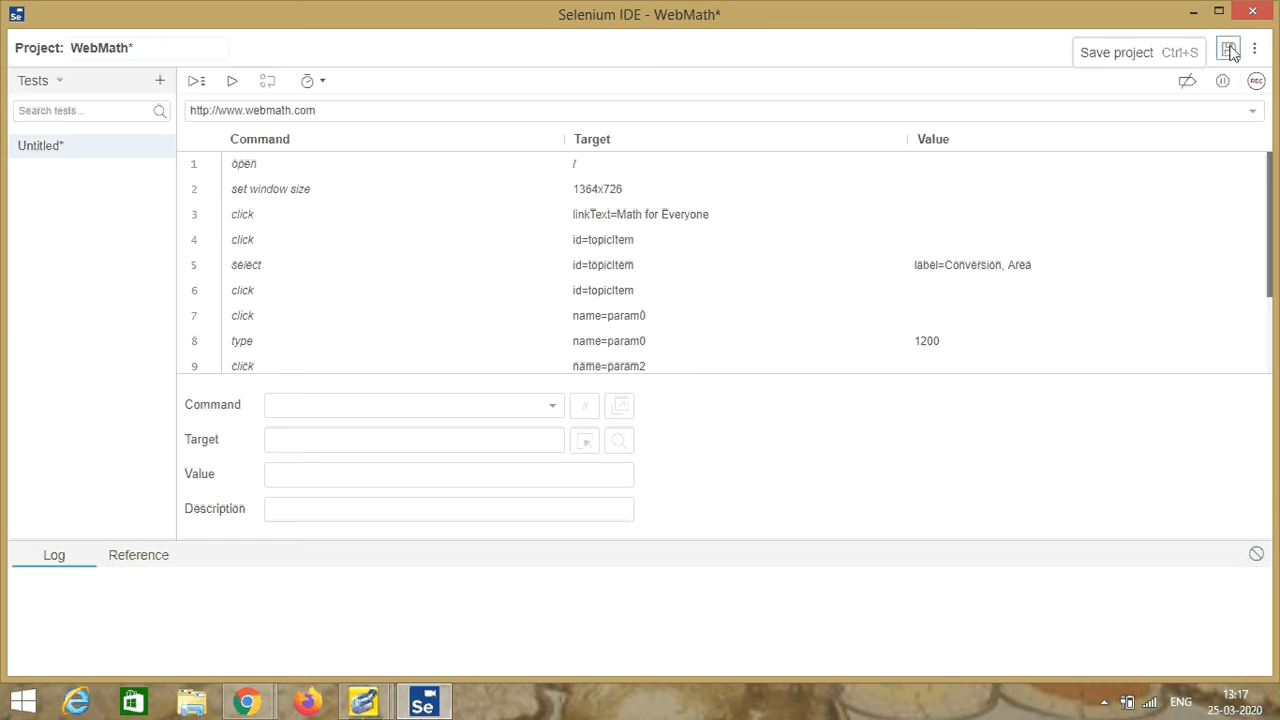 Se Selenium IDE - WebMath*
Project: WebMath*
Save project Ctrl+S
Tests
REC
Search tests...
http://www.webmath.com
Untitled*
Command Target Value
1 open /
2 set window size 1364x726
3 click linkText=Math for Everyone
4 click id=topicItem
5 select id=topicItem label=Conversion, Area
6 click id=topicItem
7 click name=param0
8 type name=param0 1200
9 click name=param2
Command //
Target
Value
Description
Log Reference
Se ENG 13:17
25-03-2020